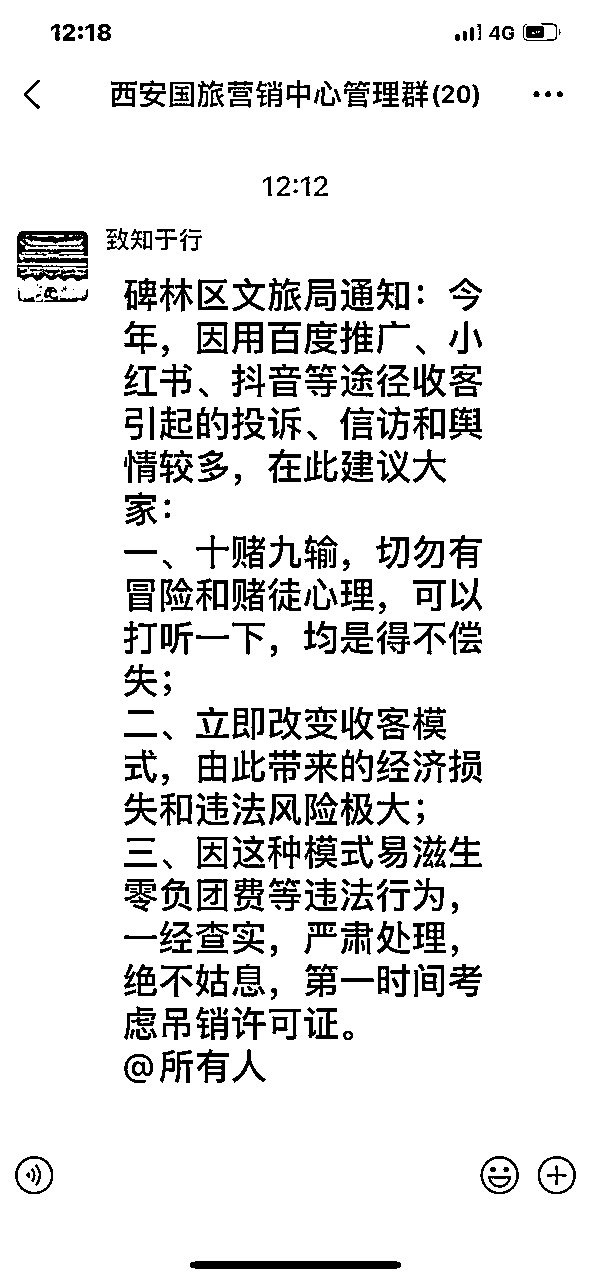 12:18
4G
西安国旅营销中心管理群(20)
12:12
致知于行
碑林区文旅局通知：今
年，因用百度推广、小
红书、抖音等途径收客
引起的投诉、信访和舆
情较多，在此建议大
家：
一、十赌九输，切勿有
冒险和赌徒心理，可以
打听一下，均是得不偿
失；
二、立即改变收客模
式，由此带来的经济损
失和违法风险极大；
三、因这种模式易滋生
零负团费等违法行为，
一经查实，严肃处理，
绝不姑息，第一时间考
虑吊销许可证。
@所有人